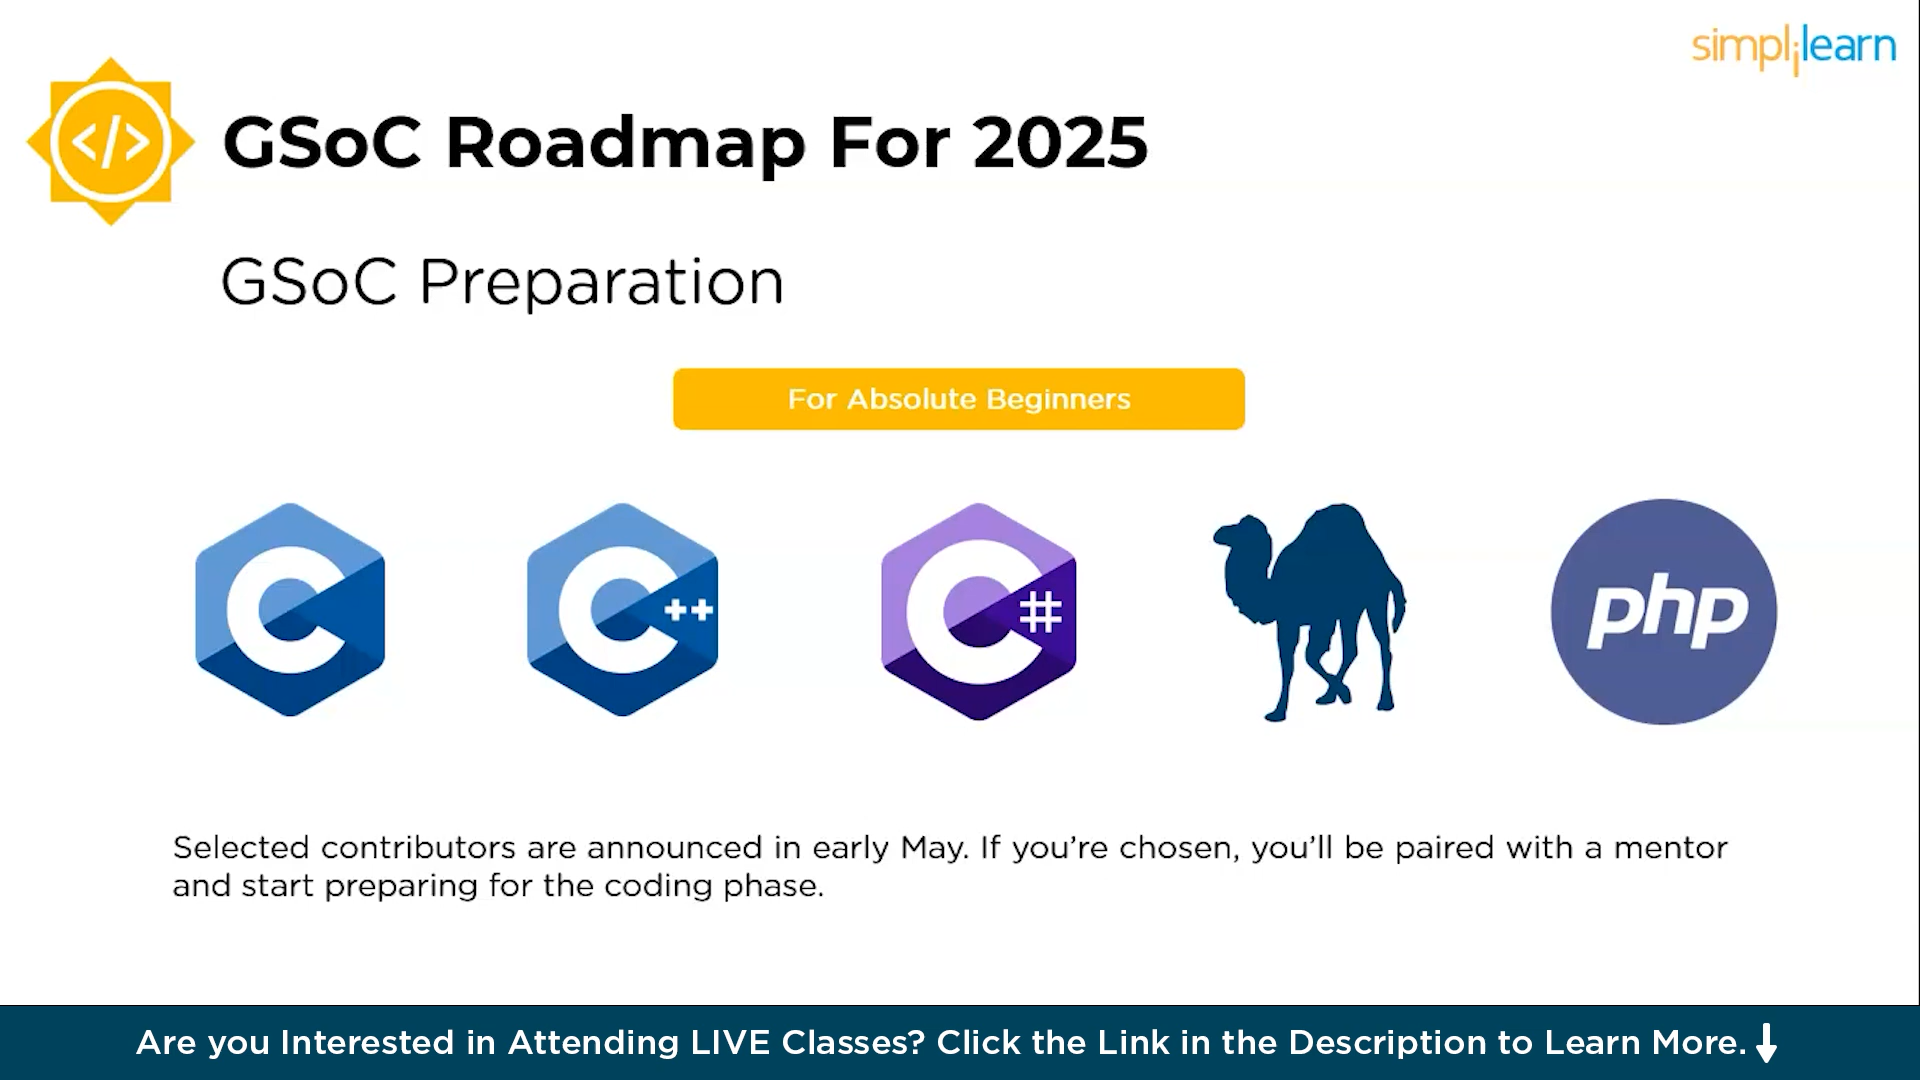 simplilearn
</>
GSoC Roadmap For 2025
GSoC Preparation
For Absolute Beginners
C
C++
C#
php
Selected contributors are announced in early May. If you’re chosen, you’ll be paired with a mentor
and start preparing for the coding phase.
Are you Interested in Attending LIVE Classes? Click the Link in the Description to Learn More.